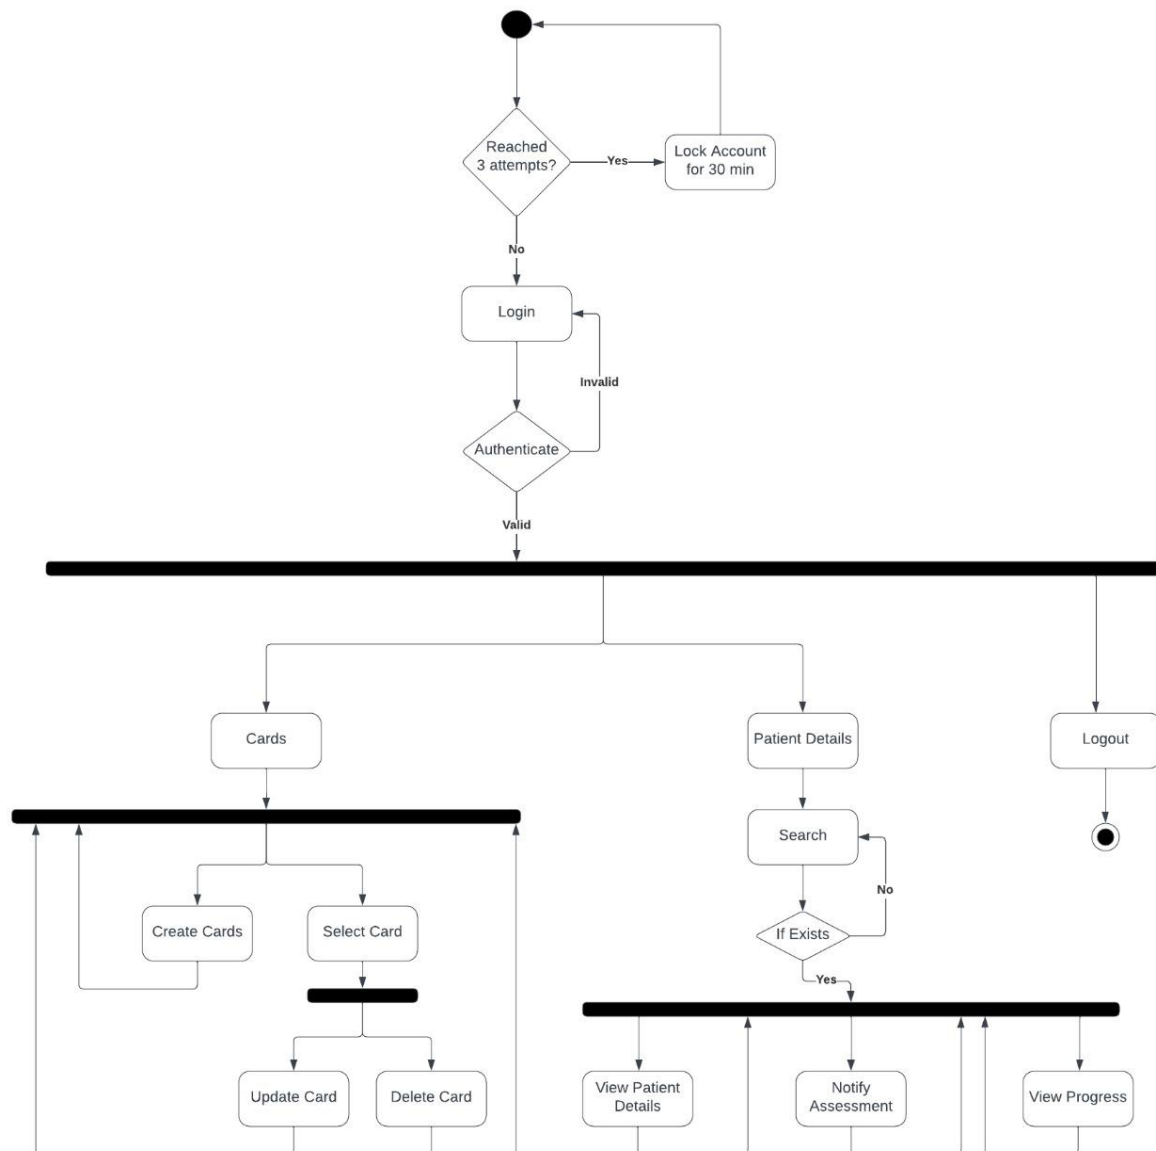 Reached
3 attempts?
Yes
Lock Account
for 30 min
No
Login
Invalid
Authenticate
Valid
Cards
Patient Details
Logout
Search
No
Create Cards
Select Card
If Exists
Yes
Update Card
Delete Card
View Patient
Details
Notify
Assessment
View Progress